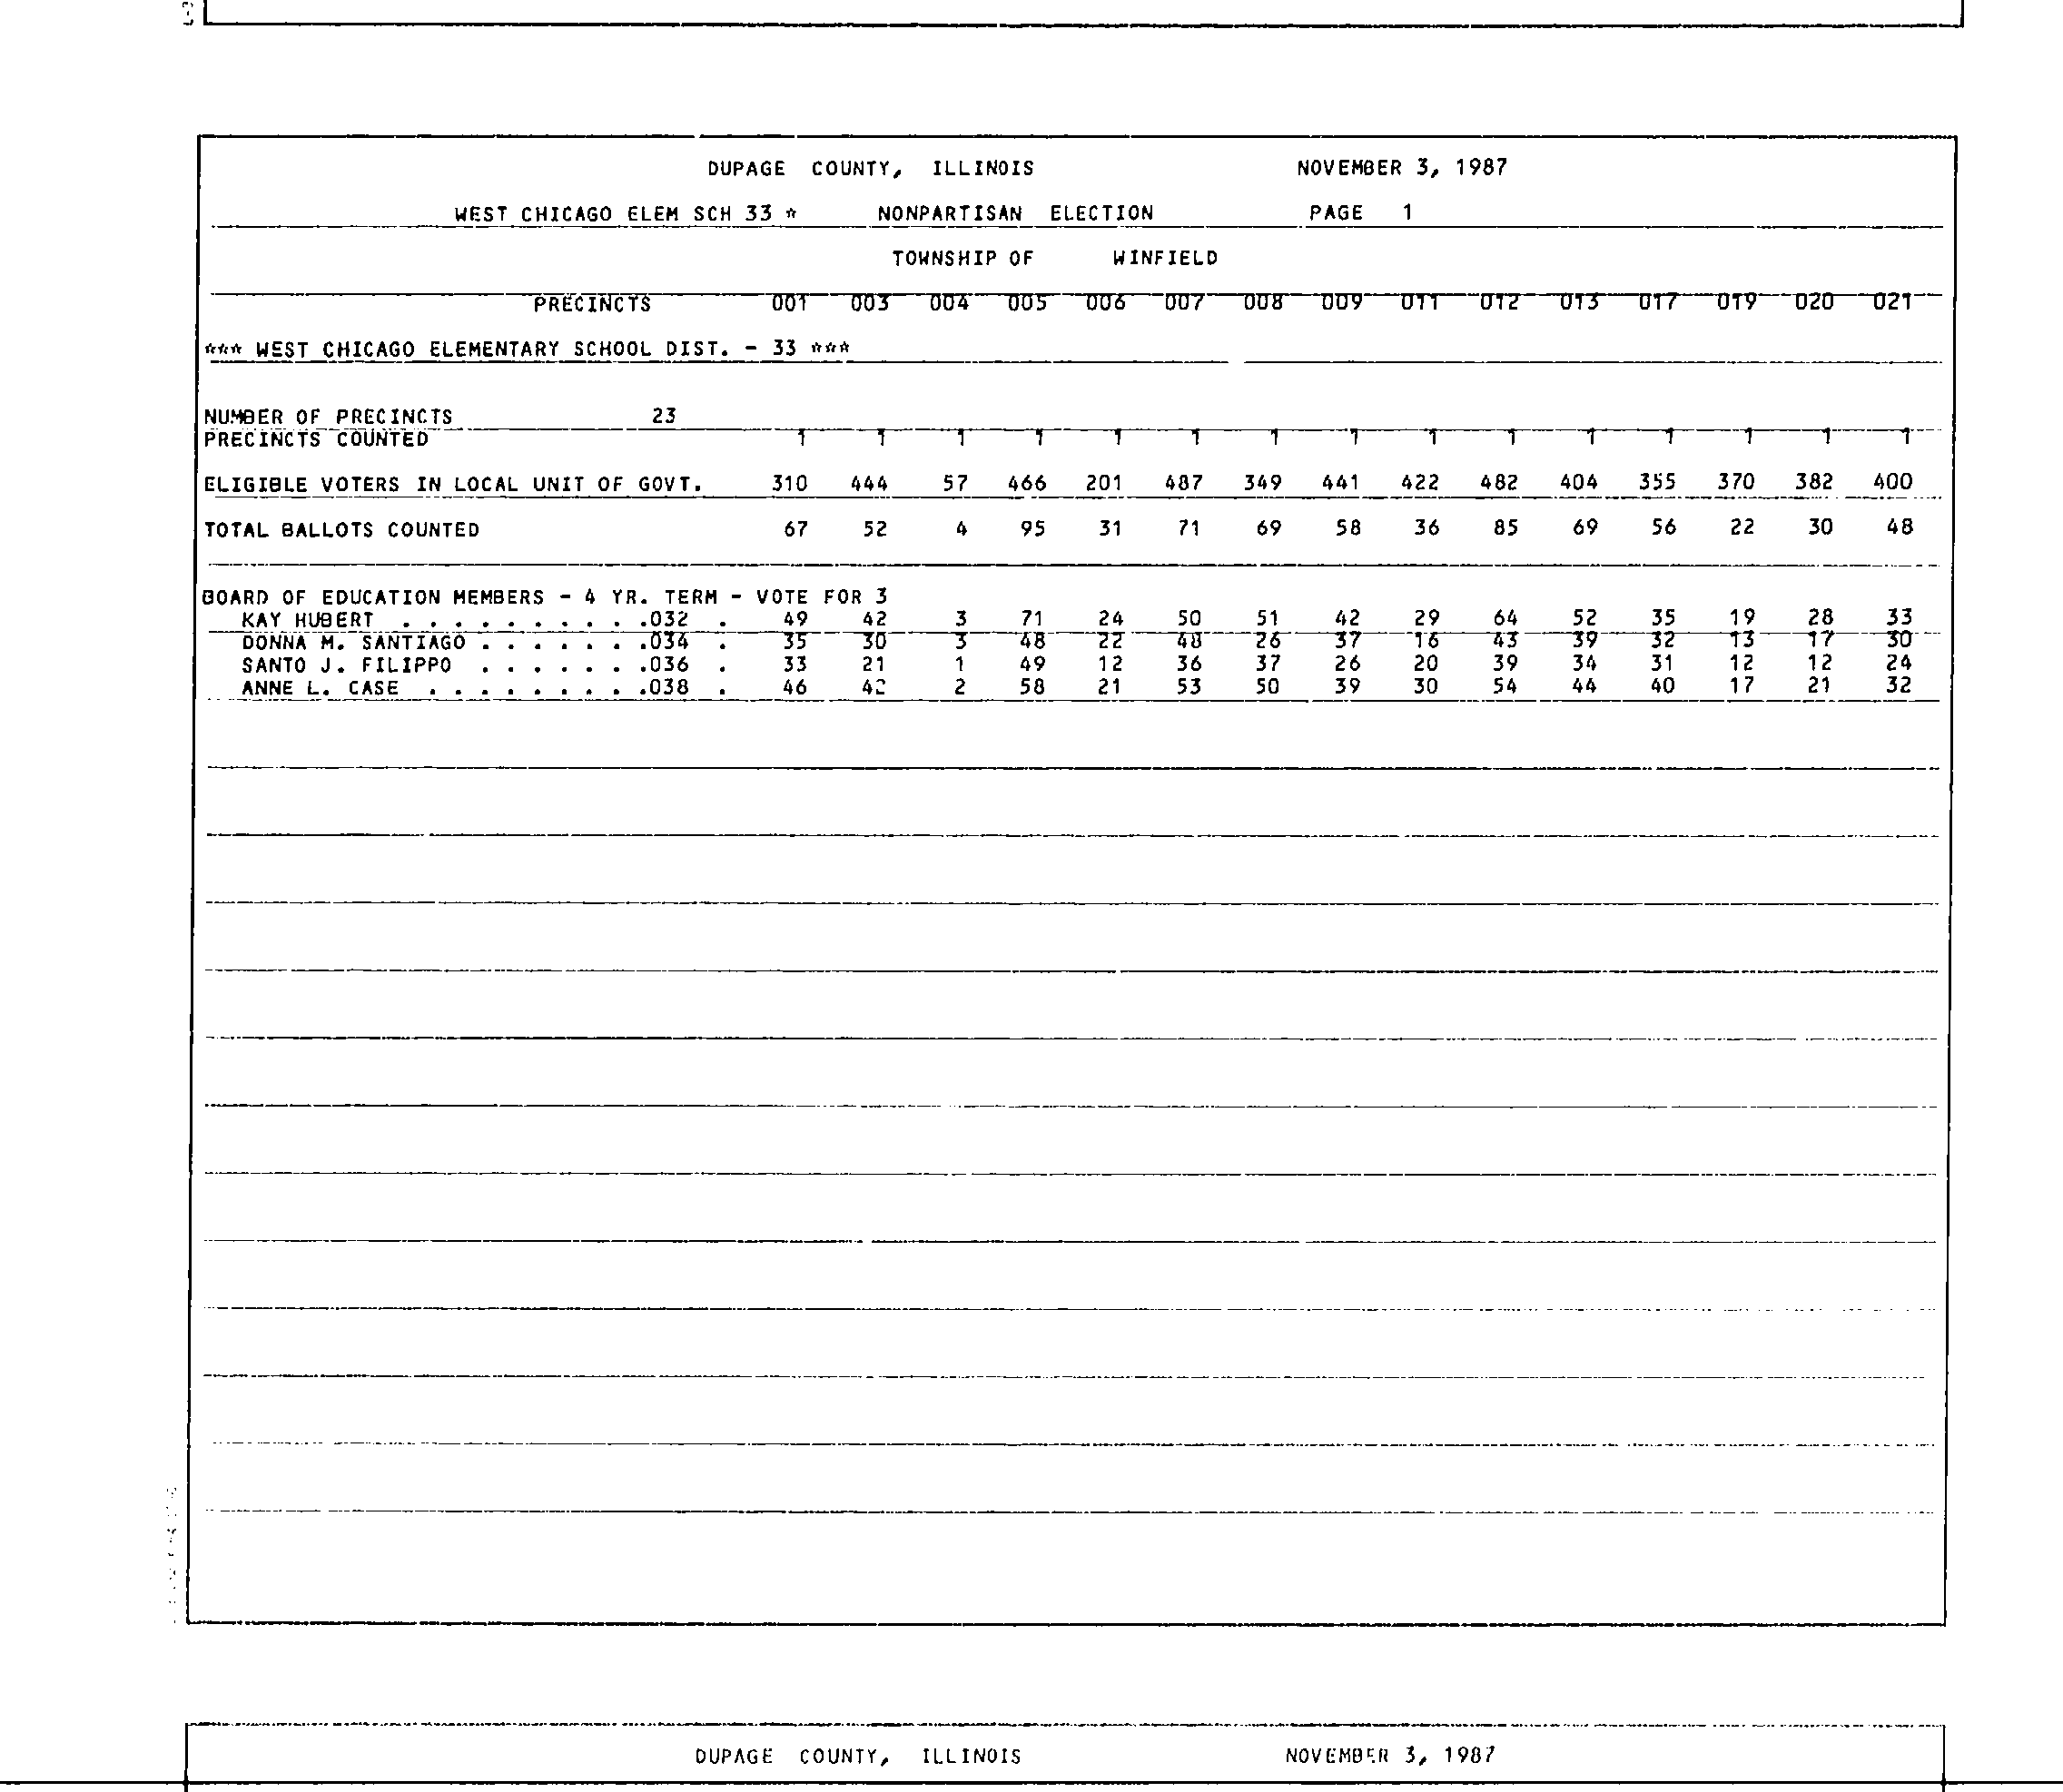 DUPAGE COUNTY, ILLINOIS NOVEMBER 3, 1987
WEST CHICAGO ELEM SCH 33 * NONPARTISAN ELECTION PAGE 1
TOWNSHIP OF WINFIELD
PRECINCTS 001 003 004 005 006 007 008 009 011 012 013 017 019 020 021
*** WEST CHICAGO ELEMENTARY SCHOOL DIST. - 33 ***
NUMBER OF PRECINCTS 23
PRECINCTS COUNTED 1 1 1 1 1 1 1 1 1 1 1 1 1 1 1
ELIGIBLE VOTERS IN LOCAL UNIT OF GOVT. 310 444 57 466 201 487 349 441 422 482 404 355 370 382 400
TOTAL BALLOTS COUNTED 67 52 4 95 31 71 69 58 36 85 69 56 22 30 48
BOARD OF EDUCATION MEMBERS - 4 YR. TERM - VOTE FOR 3
KAY HUBERT . . . . . . . . . .032 . 49 42 3 71 24 50 51 42 29 64 52 35 19 28 33
DONNA M. SANTIAGO . . . . . . .034 . 35 30 3 48 22 48 26 37 16 43 39 32 13 17 30
SANTO J. FILIPPO . . . . . . .036 . 33 21 1 49 12 36 37 26 20 39 34 31 12 12 24
ANNE L. CASE . . . . . . . . .038 . 46 42 2 58 21 53 50 39 30 54 44 40 17 21 32
DUPAGE COUNTY, ILLINOIS NOVEMBER 3, 1987